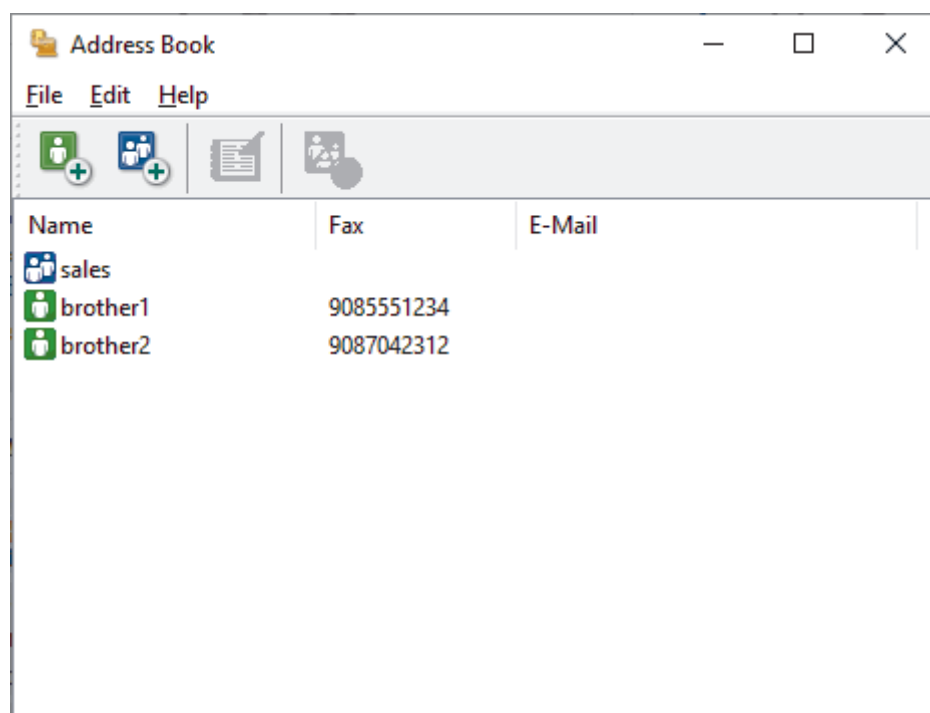 Address Book
File Edit Help
Name Fax E-Mail
sales
brother1 9085551234
brother2 9087042312